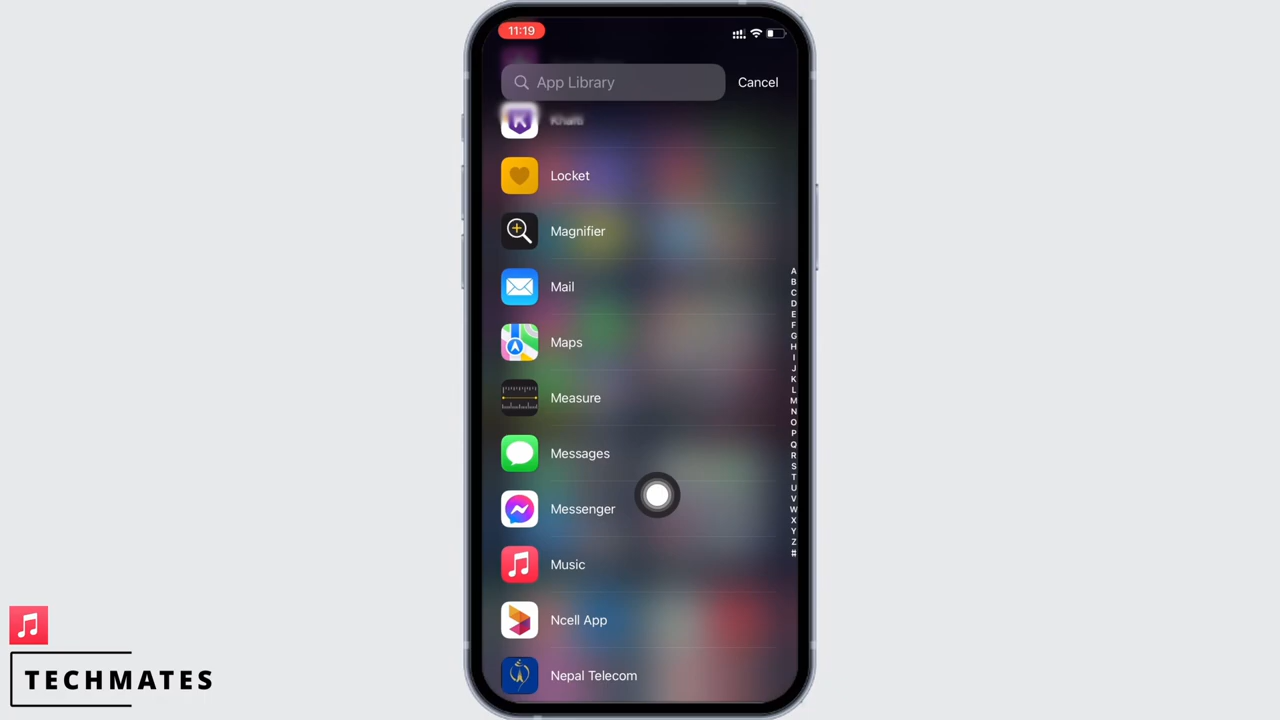 11:19
App Library
Cancel
Khalti
Locket
Magnifier
Mail
Maps
Measure
Messages
Messenger
Music
Ncell App
Nepal Telecom
A
B
C
D
E
F
G
H
I
J
K
L
M
N
O
P
Q
R
S
T
U
V
W
X
Y
Z
#
TECHMATES